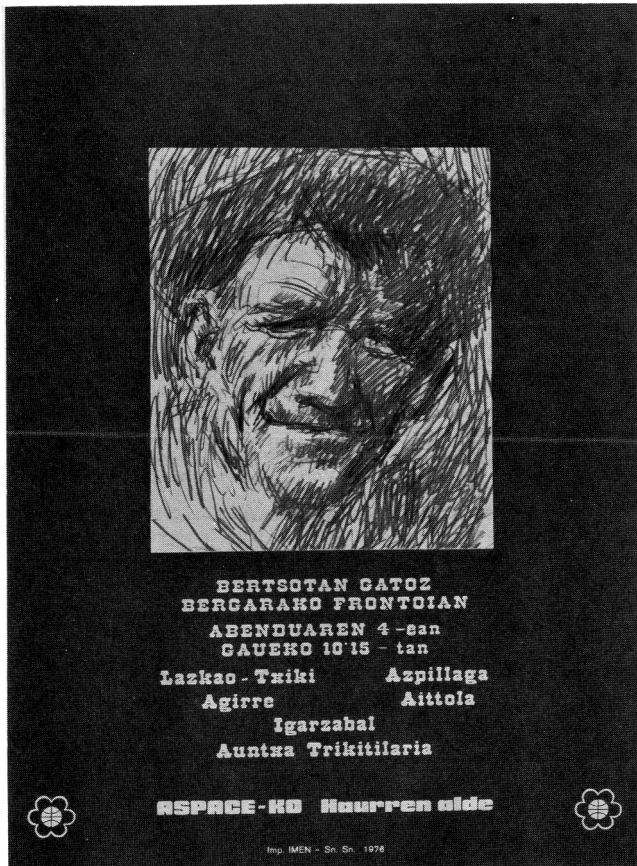 BERTSOTAN GATOZ
BERGARAKO FRONTOIAN
ABENDUAREN 4-ean
GAUEKO 10'15 - tan
Lazkao-Txiki Azpillaga
Agirre Aittola
Igarzabal
Auntxa Trikitilaria
ASPACE-KO Haurren alde
Imp. IMEN - Sn. Sn. 1976